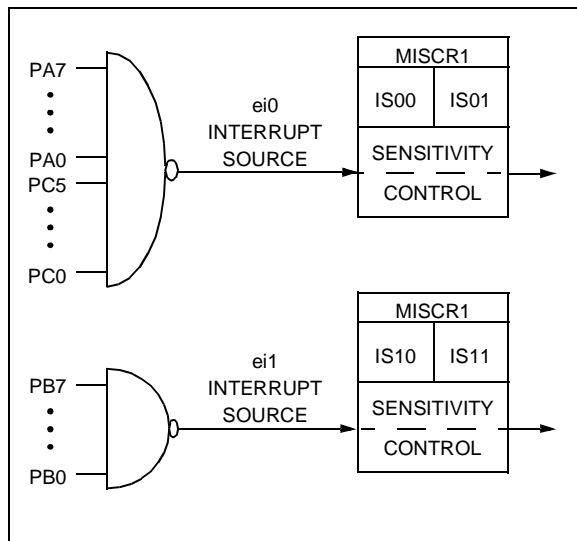 PA7
PA0
PC5
PC0
ei0
INTERRUPT
SOURCE
MISCR1
IS00 IS01
SENSITIVITY
CONTROL
PB7
PB0
ei1
INTERRUPT
SOURCE
MISCR1
IS10 IS11
SENSITIVITY
CONTROL